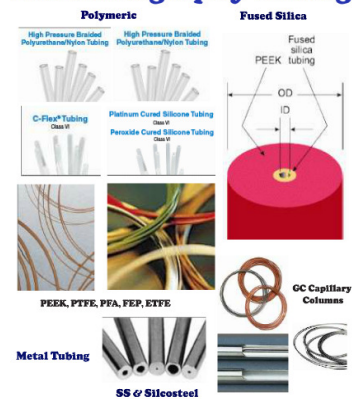 Polymeric
Fused Silica
High Pressure Braided
Polyurethane/Nylon Tubing
High Pressure Braided
Polyurethane/Nylon Tubing
C-Flex® Tubing
Class VI
Platinum Cured Silicone Tubing
Class VI
Peroxide Cured Silicone Tubing
Class VI
Fused
silica
PEEK tubing
OD
ID
PEEK, PTFE, PFA, FEP, ETFE
GC Capillary
Columns
Metal Tubing
SS & Silcosteel